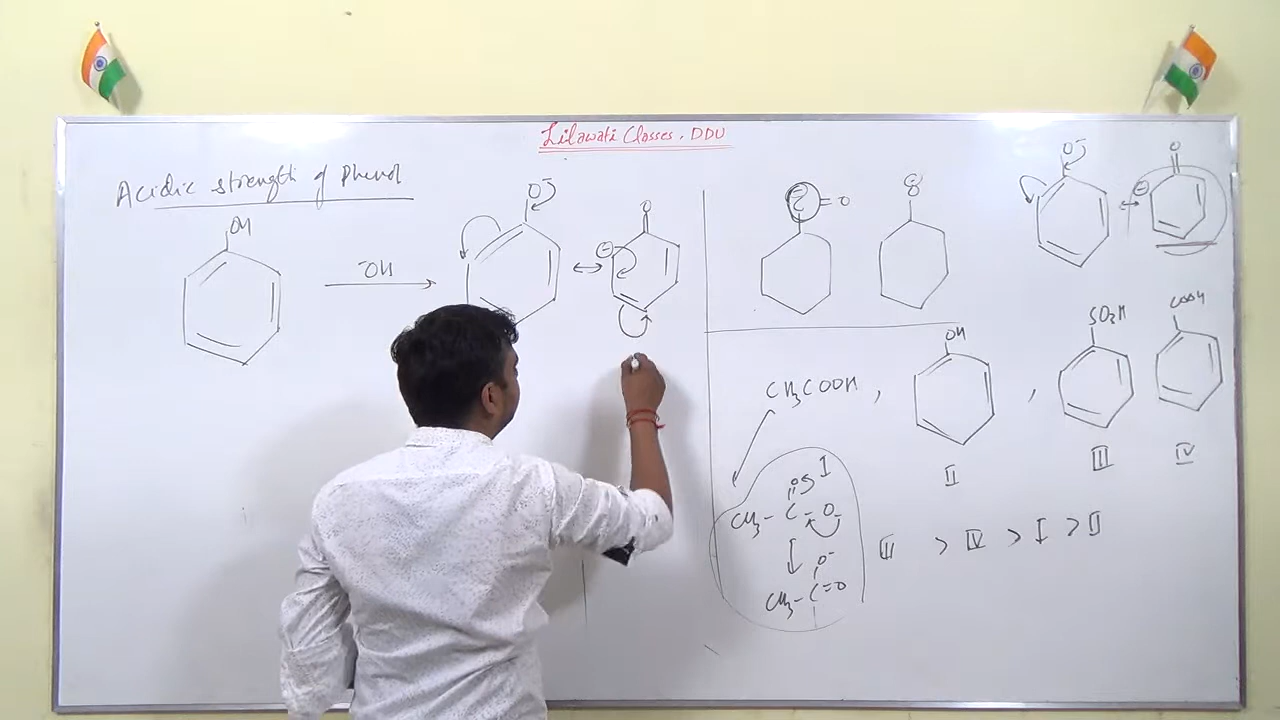 Lilawati Classes, DDU
Acidic strength of Phenol
OH
⁻OH
O⁻
O
⊖
=O
O⁻
O
⊖
CH3COOH ,
OH
,
SO3H
COOH
I
II
III
IV
CH3-C-O-
O-
CH3-C=O
III > IV > I > II